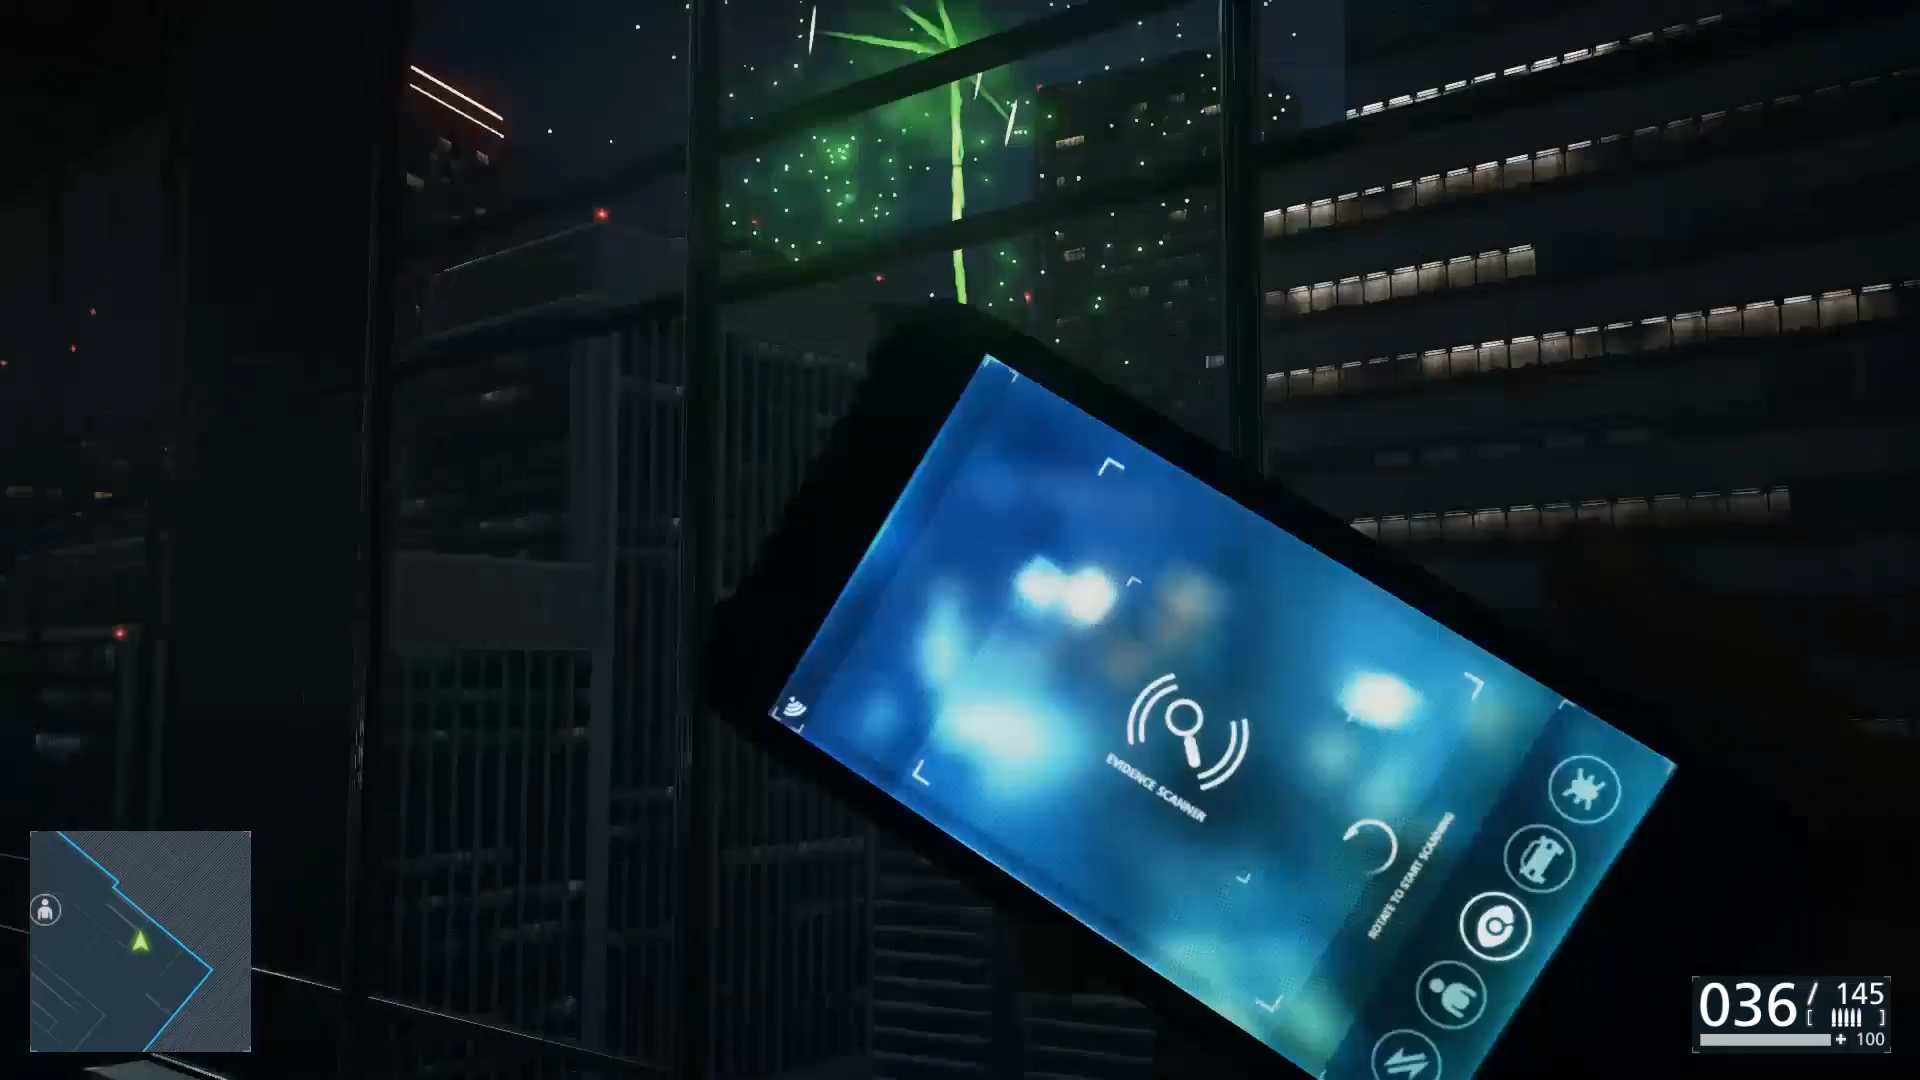 EVIDENCE SCANNER
ROTATE TO START SCANNING
036/ 145
[ ]
+ 100